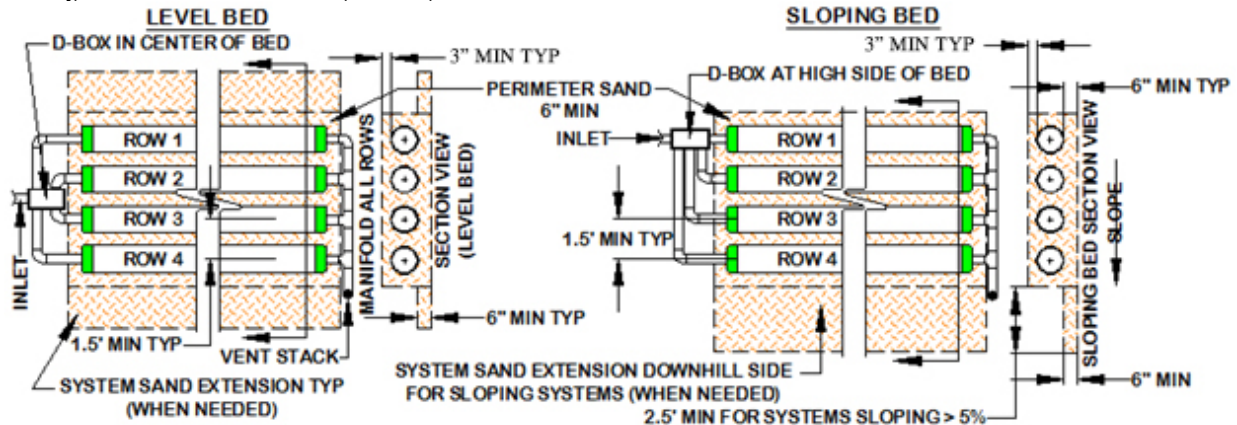 LEVEL BED
D-BOX IN CENTER OF BED
3" MIN TYP
PERIMETER SAND
6" MIN
ROW 1
ROW 2
ROW 3
ROW 4
INLET
MANIFOLD ALL ROWS
SECTION VIEW
(LEVEL BED)
6" MIN TYP
1.5' MIN TYP
VENT STACK
SYSTEM SAND EXTENSION TYP
(WHEN NEEDED)
SLOPING BED
3" MIN TYP
D-BOX AT HIGH SIDE OF BED
6" MIN TYP
INLET
ROW 1
ROW 2
ROW 3
ROW 4
1.5' MIN TYP
SLOPING BED SECTION VIEW
SLOPE
SYSTEM SAND EXTENSION DOWNHILL SIDE
FOR SLOPING SYSTEMS (WHEN NEEDED)
6" MIN
2.5' MIN FOR SYSTEMS SLOPING > 5%